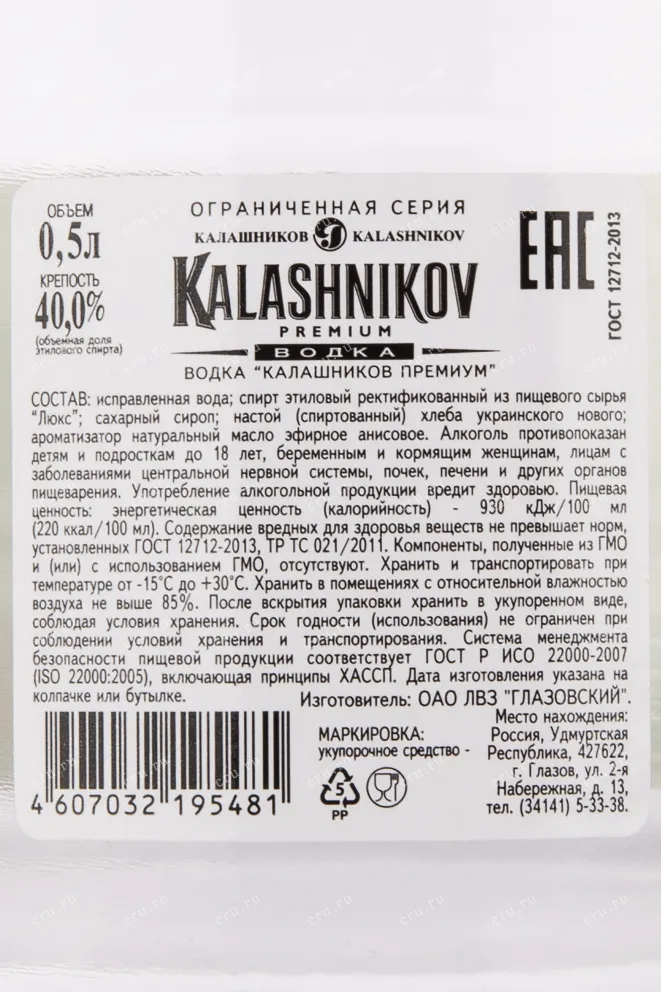 ОБЪЕМ
0,5л
КРЕПОСТЬ
40,0%
(объемная доля
этилового спирта)
ОГРАНИЧЕННАЯ СЕРИЯ
КАЛАШНИКОВ KALASHNIKOV
KALASHNIKOV
PREMIUM
ВОДКА
ВОДКА "КАЛАШНИКОВ ПРЕМИУМ"
EAC
ГОСТ 12712-2013
СОСТАВ: исправленная вода; спирт этиловый ректификованный из пищевого сырья
"Люкс"; сахарный сироп; настой (спиртованный) хлеба украинского нового;
ароматизатор натуральный масло эфирное анисовое. Алкоголь противопоказан
детям и подросткам до 18 лет, беременным и кормящим женщинам, лицам с
заболеваниями центральной нервной системы, почек, печени и других органов
пищеварения. Употребление алкогольной продукции вредит здоровью. Пищевая
ценность: энергетическая ценность (калорийность) - 930 кДж/100 мл
(220 ккал/100 мл). Содержание вредных для здоровья веществ не превышает норм,
установленных ГОСТ 12712-2013, ТР ТС 021/2011. Компоненты, полученные из ГМО
и (или) с использованием ГМО, отсутствуют. Хранить и транспортировать при
температуре от -15°С до +30°С. Хранить в помещениях с относительной влажностью
воздуха не выше 85%. После вскрытия упаковки хранить в укупоренном виде,
соблюдая условия хранения. Срок годности (использования) не ограничен при
соблюдении условий хранения и транспортирования. Система менеджмента
безопасности пищевой продукции соответствует ГОСТ Р ИСО 22000-2007
(ISO 22000:2005), включающая принципы ХАССП. Дата изготовления указана на
колпачке или бутылке.
Изготовитель: ОАО ЛВЗ "ГЛАЗОВСКИЙ".
Место нахождения:
Россия, Удмуртская
Республика, 427622,
г. Глазов, ул. 2-я
Набережная, д. 13,
тел. (34141) 5-33-38.
МАРКИРОВКА:
укупорочное средство -
5
PP
4 607032 195481